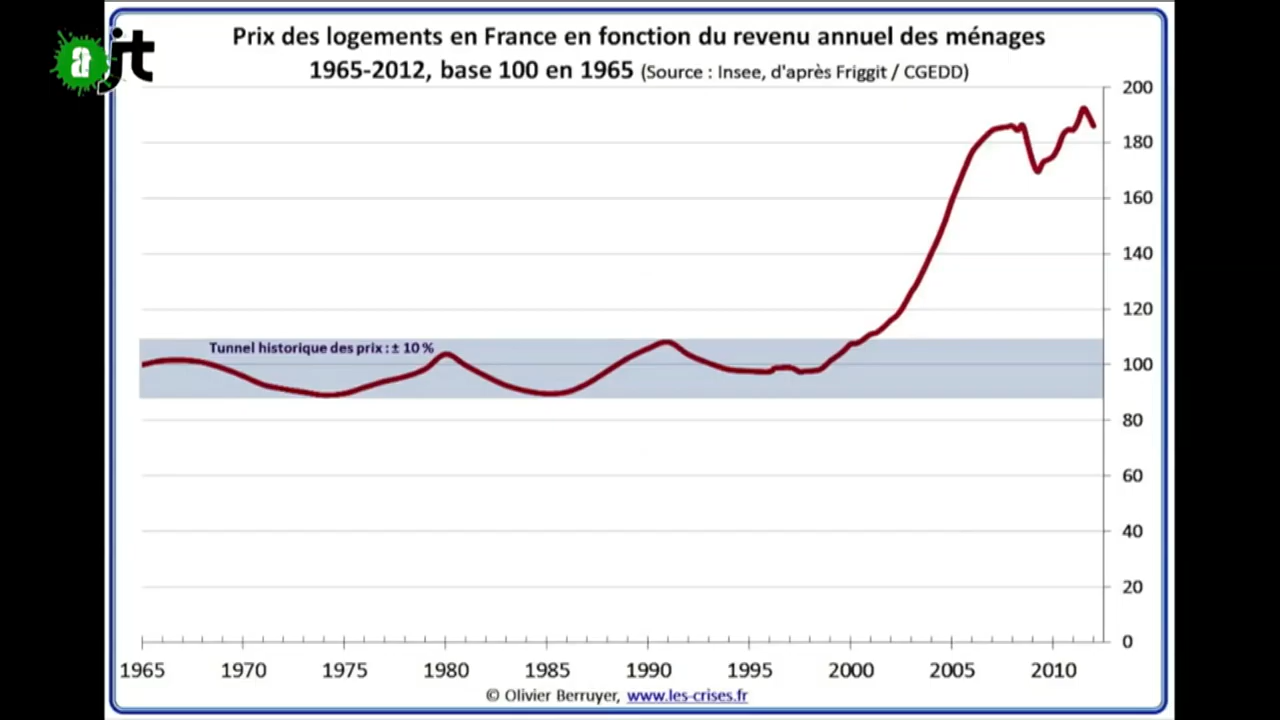 ajt
Prix des logements en France en fonction du revenu annuel des ménages
1965-2012, base 100 en 1965 (Source : Insee, d'après Friggit / CGEDD)
200
180
160
140
120
Tunnel historique des prix : ± 10 %
100
80
60
40
20
0
1965 1970 1975 1980 1985 1990 1995 2000 2005 2010
© Olivier Berruyer, www.les-crises.fr